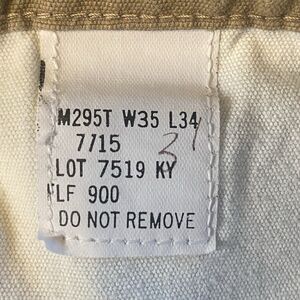 M295T W35 L34
7/15
LOT 7519 KY
LF 900
DO NOT REMOVE